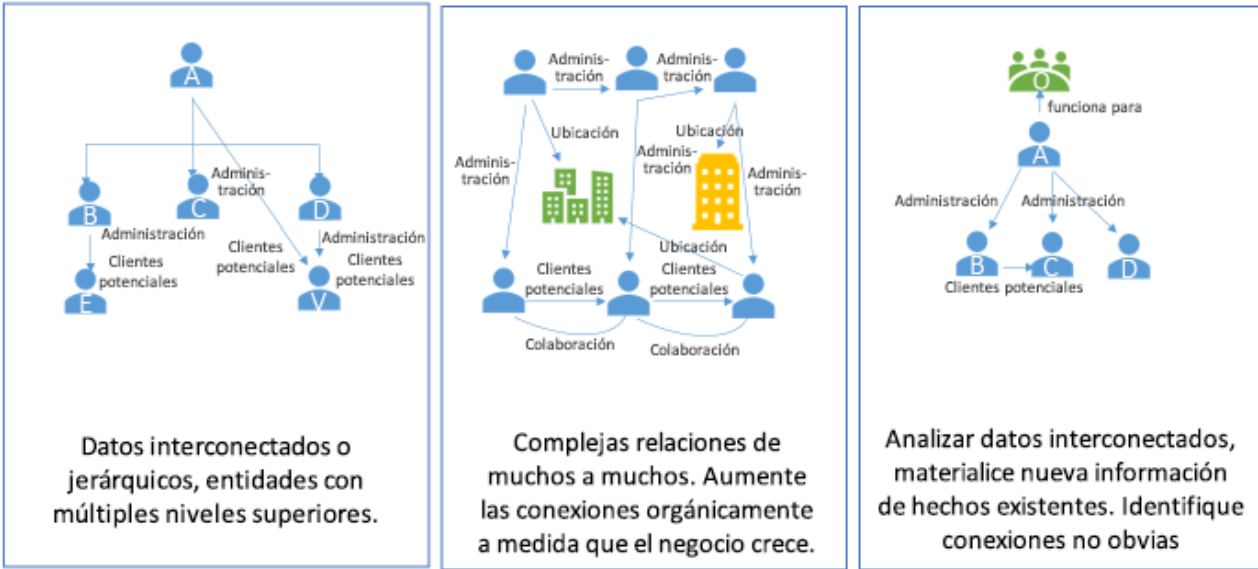 A
Adminis-
tración
B
C
D
Administración
Administración
Clientes
potenciales
Clientes
potenciales
Clientes
potenciales
E
V
Datos interconectados o
jerárquicos, entidades con
múltiples niveles superiores.
Adminis-
tración
Adminis-
tración
Ubicación
Ubicación
Adminis-
tración
Adminis-
tración
Adminis-
tración
Ubicación
Clientes
potenciales
Clientes
potenciales
Colaboración
Colaboración
Complejas relaciones de
muchos a muchos. Aumente
las conexiones orgánicamente
a medida que el negocio crece.
O
funciona para
A
Administración
Administración
B
C
D
Clientes potenciales
Analizar datos interconectados,
materialice nueva información
de hechos existentes. Identifique
conexiones no obvias